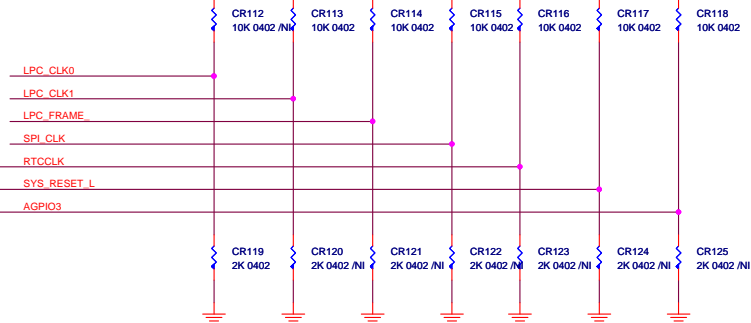 CR112 CR113 CR114 CR115 CR116 CR117 CR118
10K 0402 /NI 10K 0402 10K 0402 10K 0402 10K 0402 10K 0402 10K 0402
LPC_CLK0
LPC_CLK1
LPC_FRAME_
SPI_CLK
RTCCLK
SYS_RESET_L
AGPIO3
CR119 CR120 CR121 CR122 CR123 CR124 CR125
2K 0402 2K 0402 /NI 2K 0402 /NI 2K 0402 /NI 2K 0402 /NI 2K 0402 /NI 2K 0402 /NI